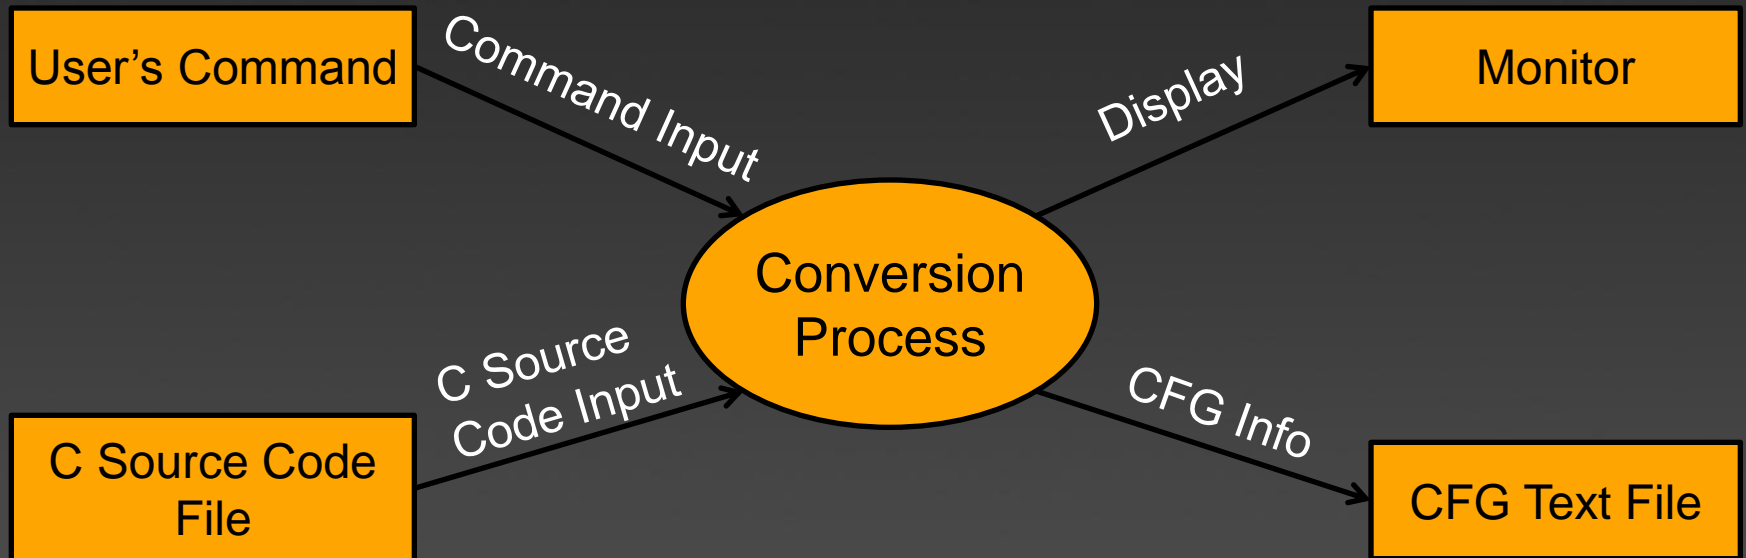 User’s Command
Command Input
Display
Monitor
Conversion
Process
C Source
Code Input
CFG Info
C Source Code
File
CFG Text File